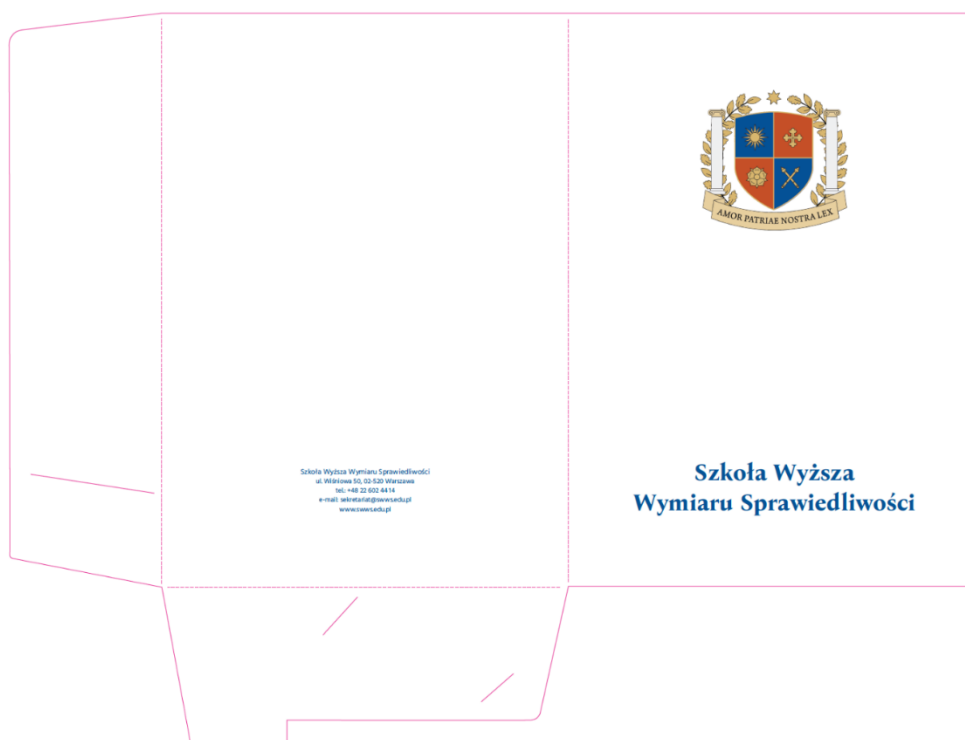 AMOR PATRIAE NOSTRA LEX
Szkoła Wyższa Wymiaru Sprawiedliwości
ul. Wiśniowa 50, 02-520 Warszawa
tel.: +48 22 602 44 14
e-mail: sekretariat@swws.edu.pl
www.swws.edu.pl
Szkoła Wyższa
Wymiaru Sprawiedliwości